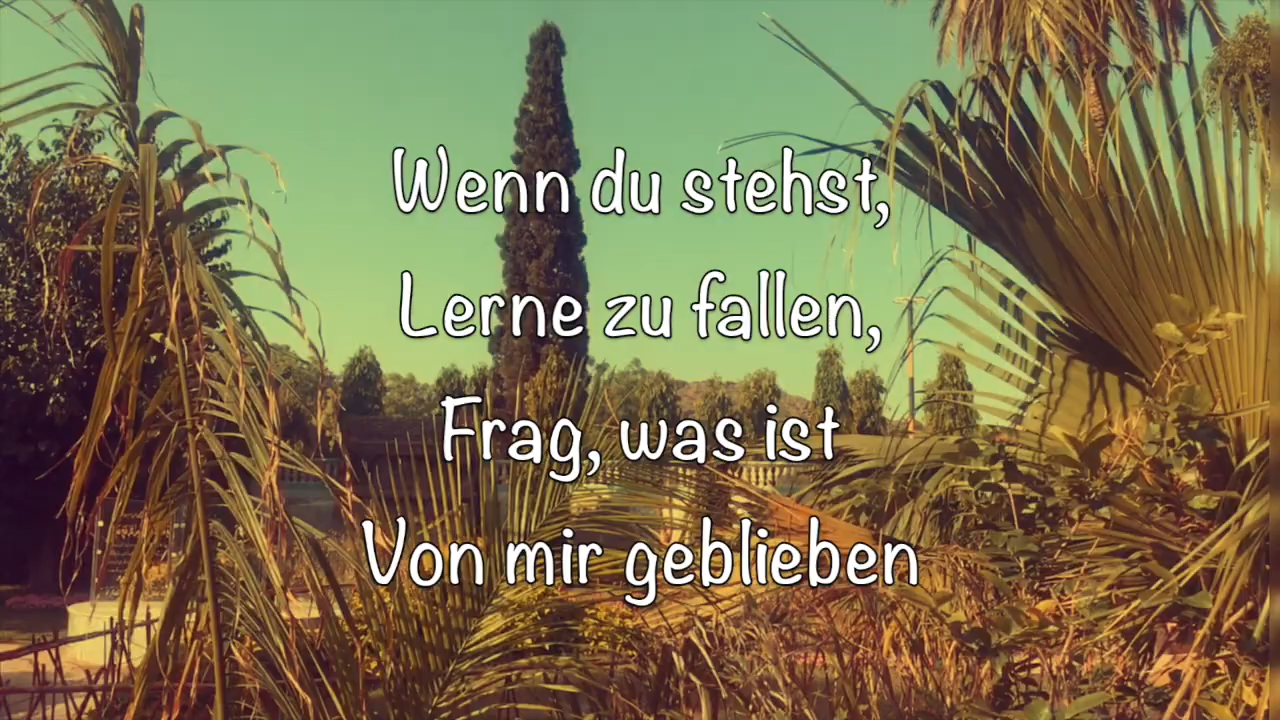 Wenn du stehst,
Lerne zu fallen,
Frag, was ist
Von mir geblieben